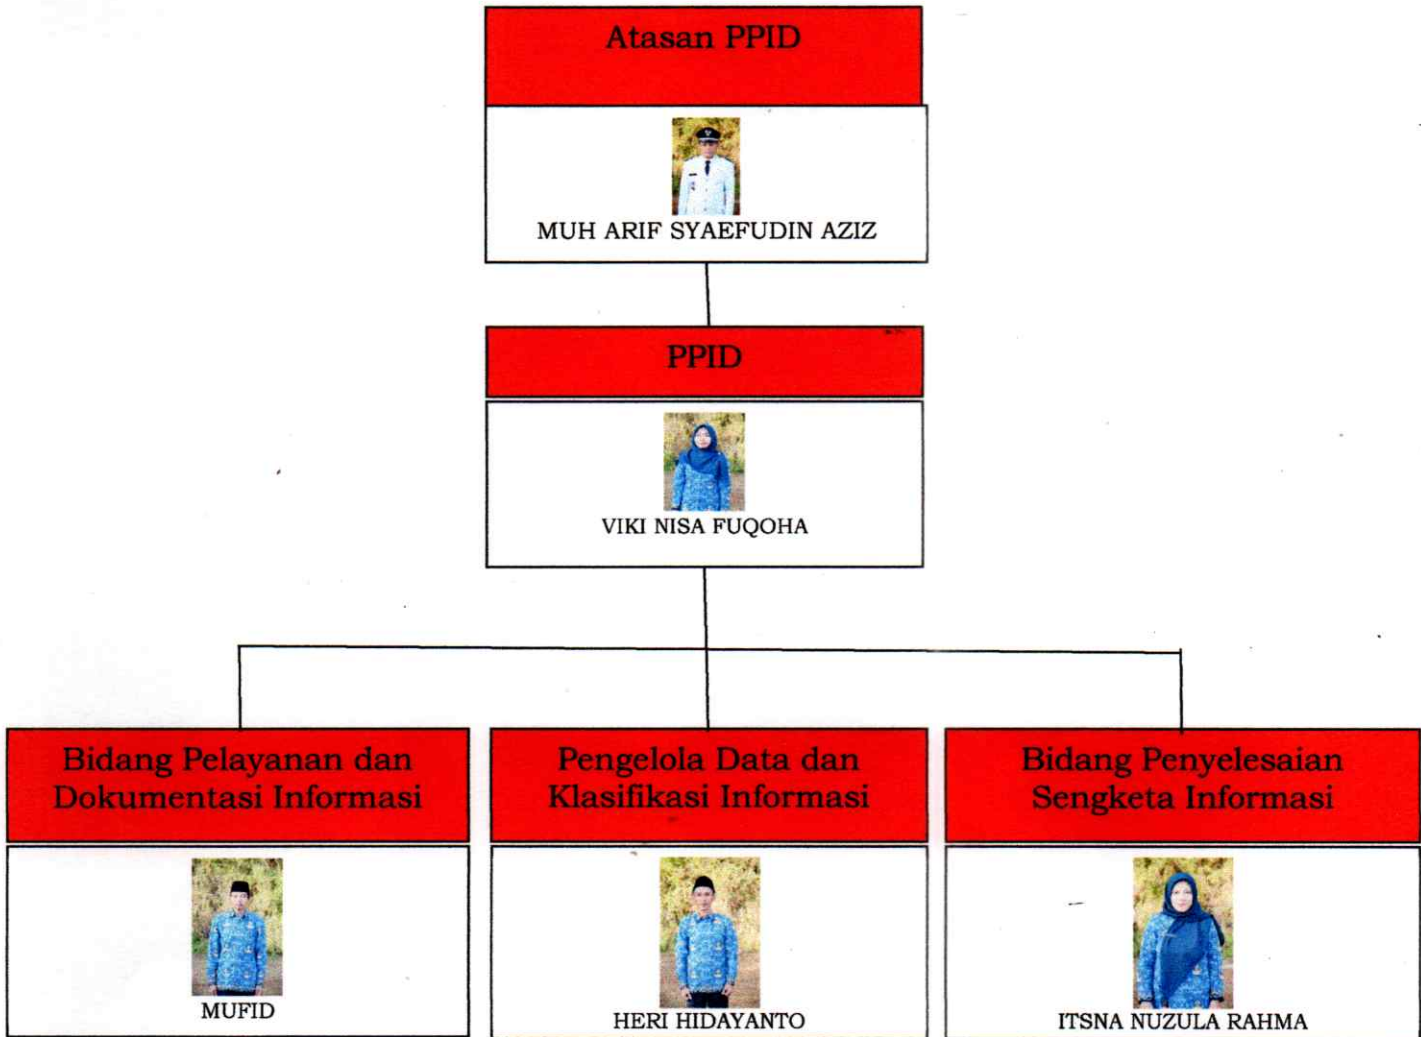 Atasan PPID
MUH ARIF SYAEFUDIN AZIZ
PPID
VIKI NISA FUQOHA
Bidang Pelayanan dan
Dokumentasi Informasi
MUFID
Pengelola Data dan
Klasifikasi Informasi
HERI HIDAYANTO
Bidang Penyelesaian
Sengketa Informasi
ITSNA NUZULA RAHMA